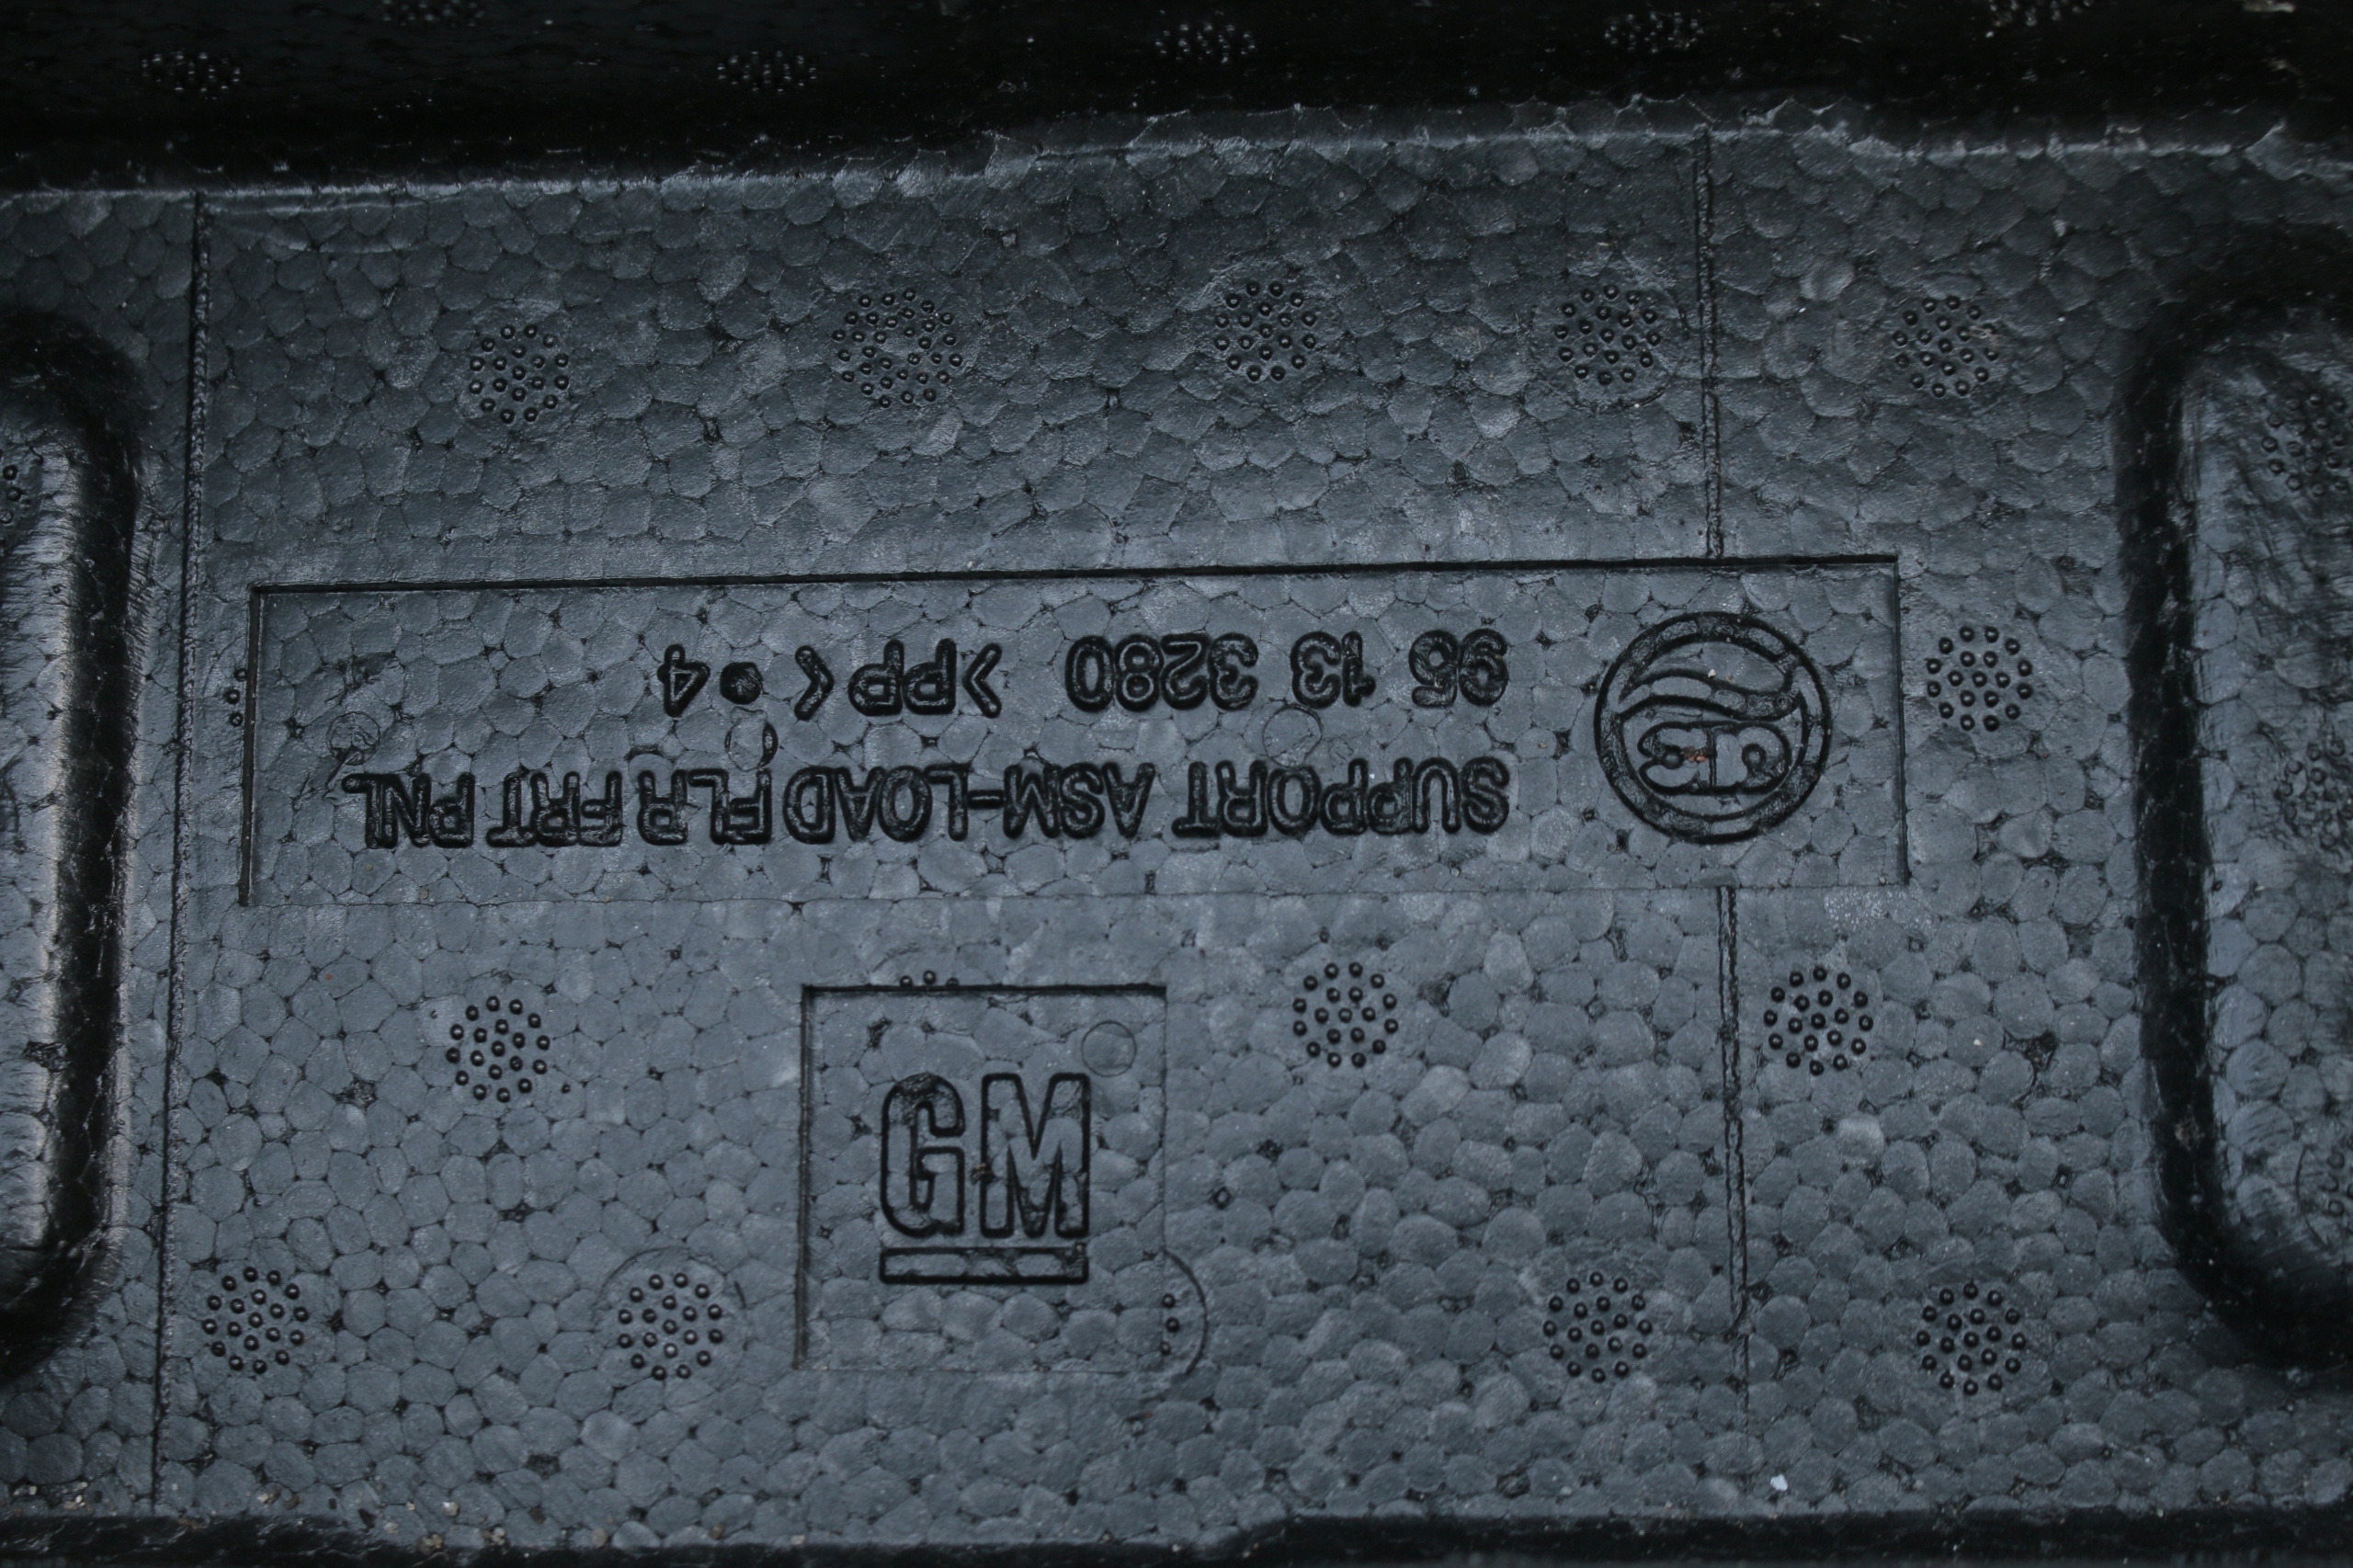 SUPPORT ASM-LOAD FLR FRT PNL
95 13 3280 >PP< •4
GM